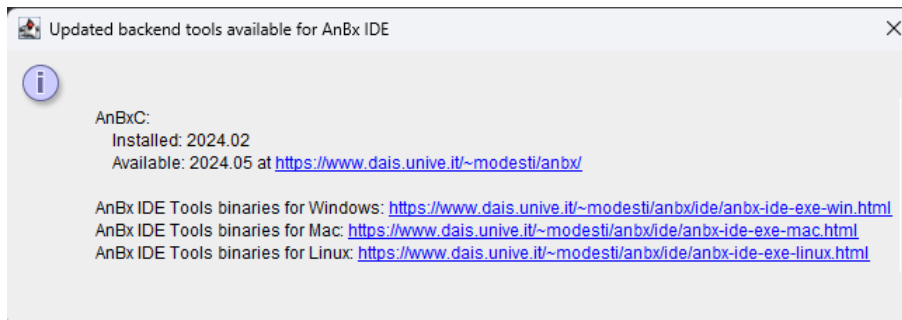 Updated backend tools available for AnBx IDE
AnBxC:
Installed: 2024.02
Available: 2024.05 at https://www.dais.unive.it/~modesti/anbx/
AnBx IDE Tools binaries for Windows: https://www.dais.unive.it/~modesti/anbx/ide/anbx-ide-exe-win.html
AnBx IDE Tools binaries for Mac: https://www.dais.unive.it/~modesti/anbx/ide/anbx-ide-exe-mac.html
AnBx IDE Tools binaries for Linux: https://www.dais.unive.it/~modesti/anbx/ide/anbx-ide-exe-linux.html